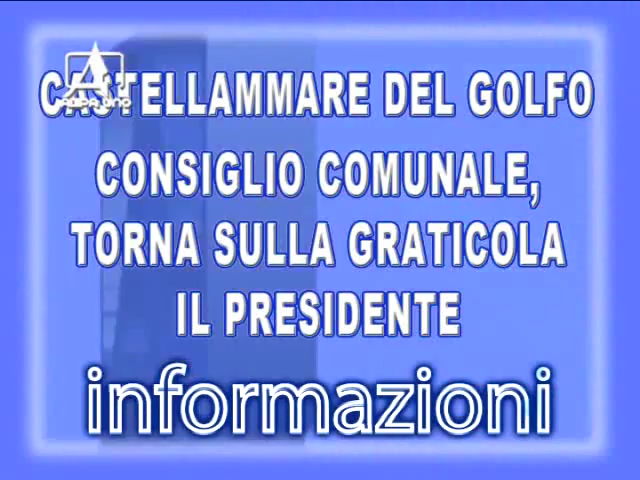 CASTELLAMMARE DEL GOLFO
CONSIGLIO COMUNALE,
TORNA SULLA GRATICOLA
IL PRESIDENTE
informazioni